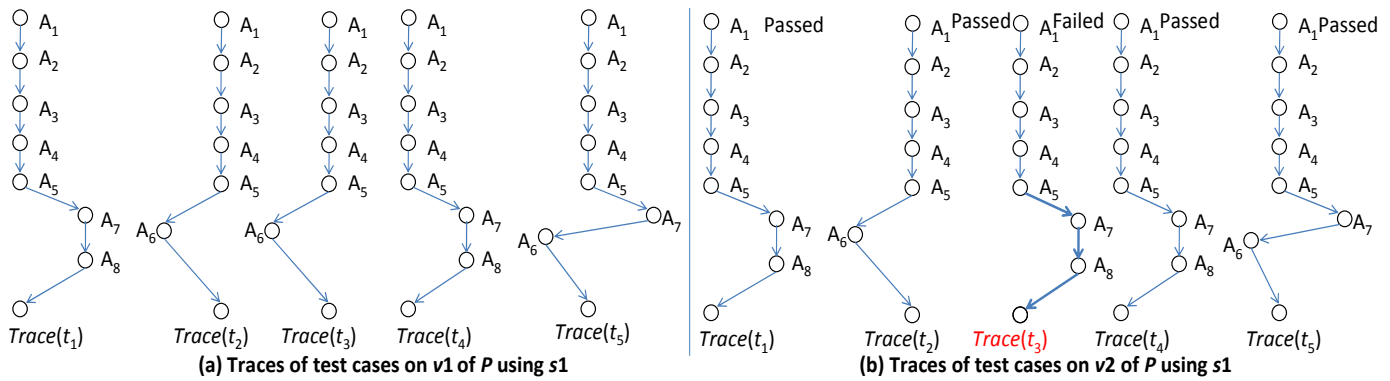 A1 A1 A1 A1 A1 A1 Passed A1 Passed A1 Failed A1 Passed A1 Passed
A2 A2 A2 A2 A2 A2 A2 A2 A2 A2
A3 A3 A3 A3 A3 A3 A3 A3 A3 A3
A4 A4 A4 A4 A4 A4 A4 A4 A4 A4
A5 A5 A5 A5 A5 A5 A5 A5 A5 A5
A7 A6 A6 A7 A6 A7 A7 A6 A7 A7 A6 A7
A8 A8 A8 A8 A8
Trace(t1) Trace(t2) Trace(t3) Trace(t4) Trace(t5) Trace(t1) Trace(t2) Trace(t3) Trace(t4) Trace(t5)
(a) Traces of test cases on v1 of P using s1 (b) Traces of test cases on v2 of P using s1